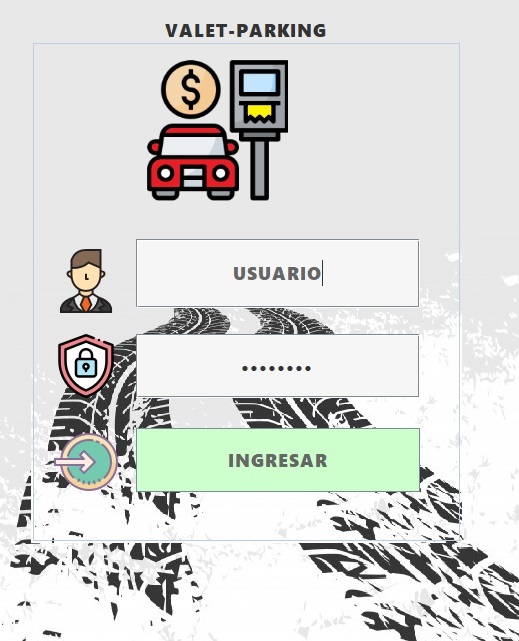 VALET-PARKING
$
USUARIO
••••••••
INGRESAR